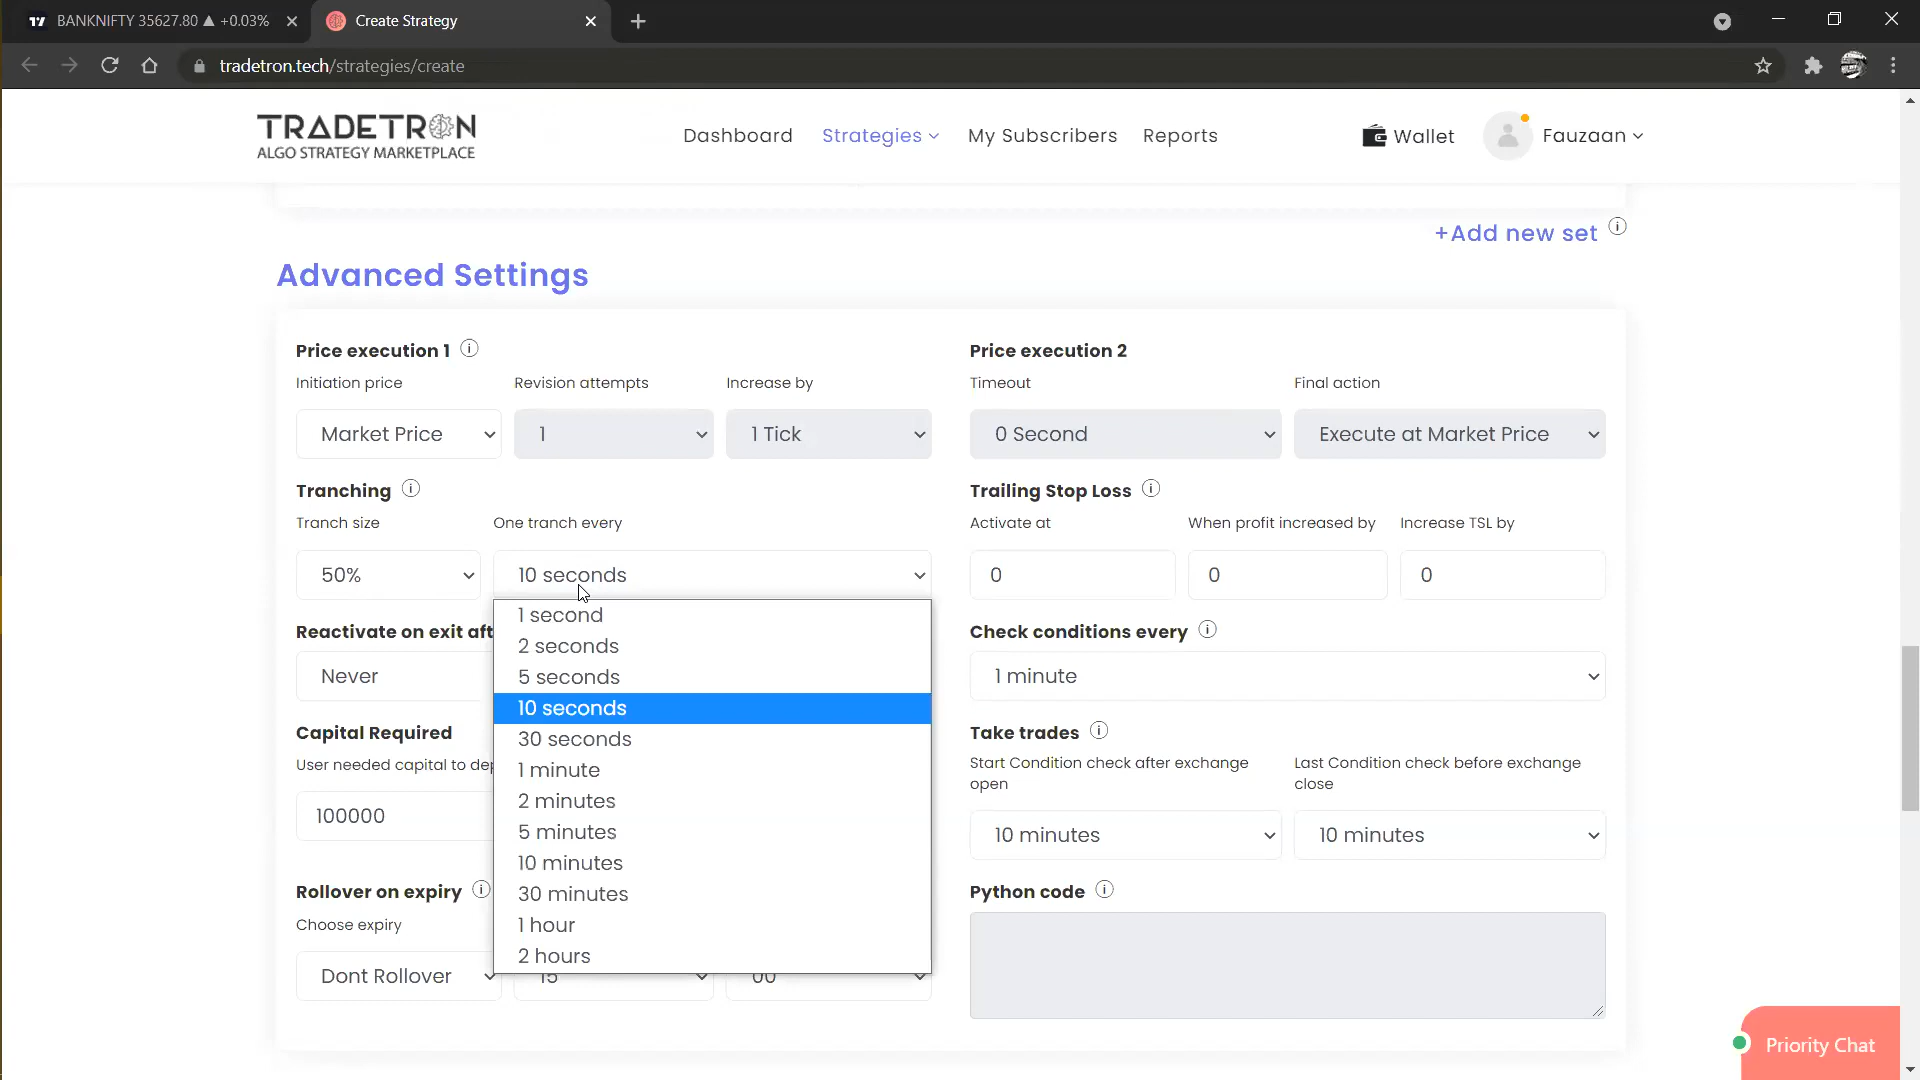 BANKNIFTY 35627.80 ▲ +0.03%
Create Strategy
tradetron.tech/strategies/create
TRADETRON
ALGO STRATEGY MARKETPLACE
Dashboard
Strategies
My Subscribers
Reports
Wallet
Fauzaan
+Add new set
Advanced Settings
Price execution 1
Initiation price
Revision attempts
Increase by
Market Price
1
1 Tick
Price execution 2
Timeout
Final action
0 Second
Execute at Market Price
Tranching
Tranch size
One tranch every
50%
10 seconds
1 second
2 seconds
5 seconds
10 seconds
30 seconds
1 minute
2 minutes
5 minutes
10 minutes
30 minutes
1 hour
2 hours
Trailing Stop Loss
Activate at
When profit increased by
Increase TSL by
0
0
0
Reactivate on exit aft
Never
Check conditions every
1 minute
Capital Required
User needed capital to dep
100000
Take trades
Start Condition check after exchange
open
Last Condition check before exchange
close
10 minutes
10 minutes
Rollover on expiry
Choose expiry
Dont Rollover
15
00
Python code
Priority Chat